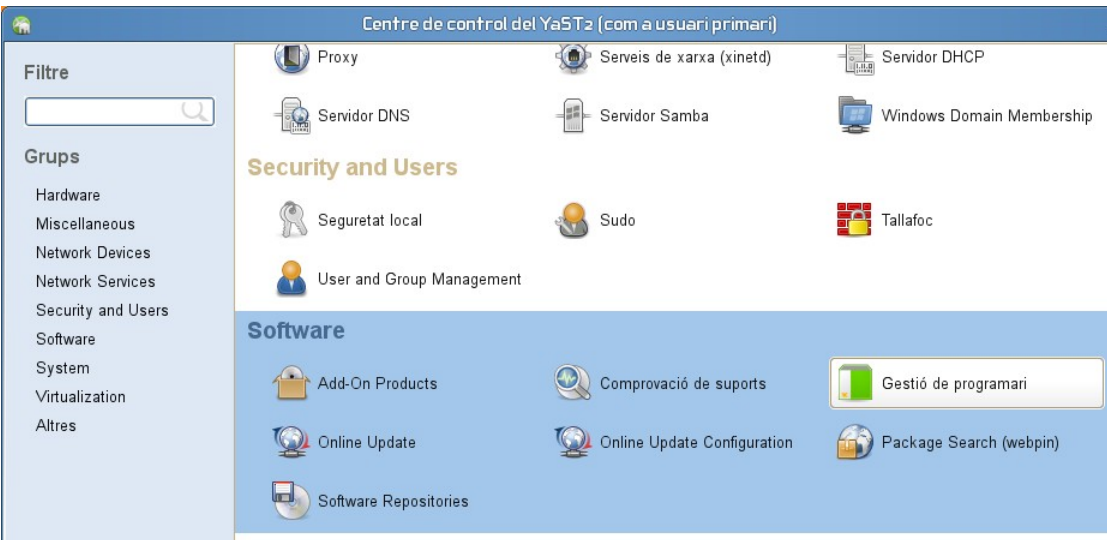 Centre de control del YaST2 (com a usuari primari)
Filtre
Grups
Hardware
Miscellaneous
Network Devices
Network Services
Security and Users
Software
System
Virtualization
Altres
Proxy
Serveis de xarxa (xinetd)
Servidor DHCP
Servidor DNS
Servidor Samba
Windows Domain Membership
Security and Users
Seguretat local
Sudo
Tallafoc
User and Group Management
Software
Add-On Products
Comprovació de suports
Gestió de programari
Online Update
Online Update Configuration
Package Search (webpin)
Software Repositories